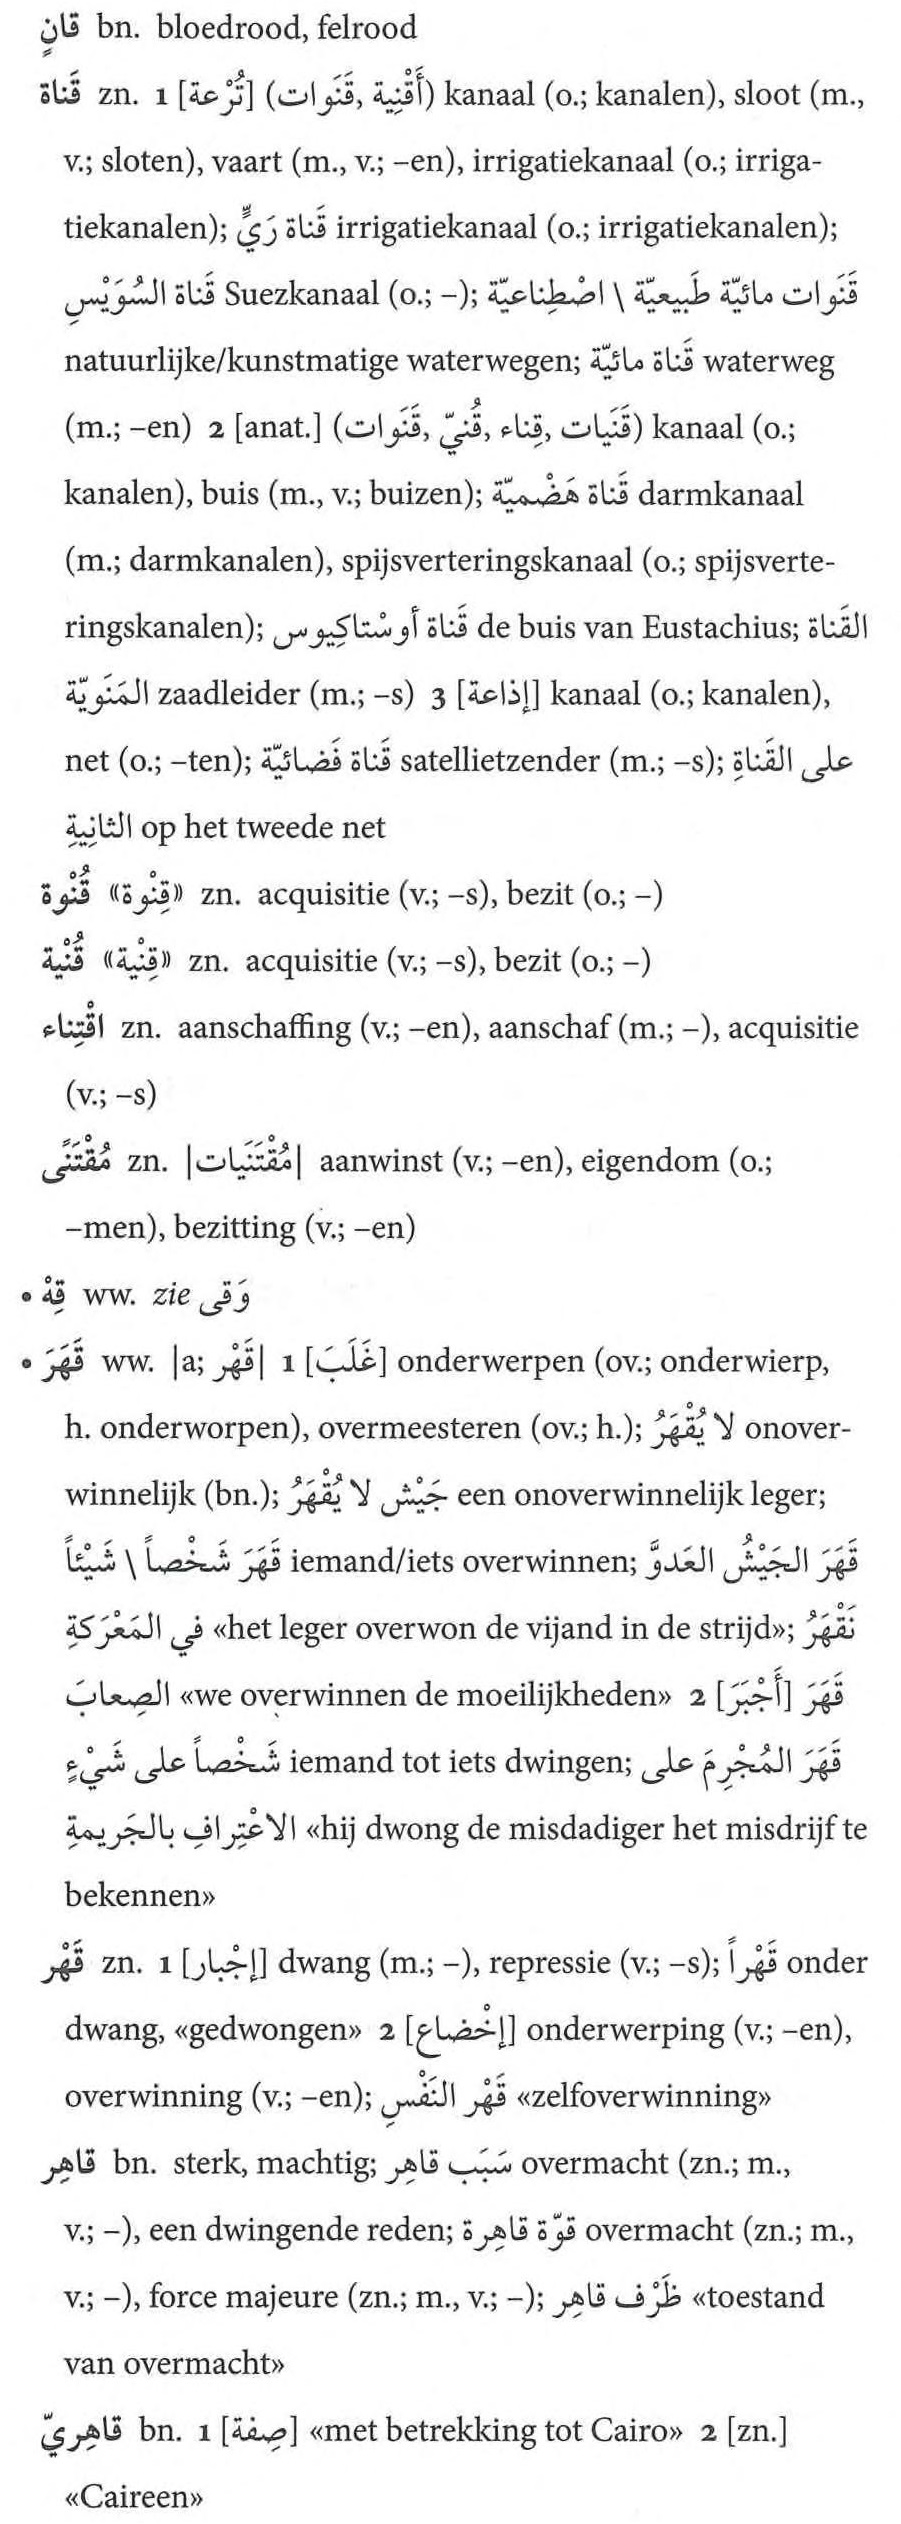 قَانٍ bn. bloedrood, felrood
قَناة zn. 1 [تُرْعة] (أَقْنِية, قَنَوات) kanaal (o.; kanalen), sloot (m.,
v.; sloten), vaart (m., v.; –en), irrigatiekanaal (o.; irriga-
tiekanalen); قَناة رَيٍّ irrigatiekanaal (o.; irrigatiekanalen);
قَناة السُوَيْسِ Suezkanaal (o.; –); قَنَوات مائيّة طَبيعيّة \ اصْطِناعيّة
natuurlijke/kunstmatige waterwegen; قَناة مائيّة waterweg
(m.; –en) 2 [anat.] (قَنَيات, قِناء, قُنيّ, قَنَوات) kanaal (o.;
kanalen), buis (m., v.; buizen); قَناة هَضْميّة darmkanaal
(m.; darmkanalen), spijsverteringskanaal (o.; spijsverte-
ringskanalen); قَناة أوسْتاكِيوس de buis van Eustachius; القَناة
المَنَويّة zaadleider (m.; –s) 3 [إذاعة] kanaal (o.; kanalen),
net (o.; –ten); قَناة فَضائيّة satellietzender (m.; –s); على القَناةِ
الثانِيةِ op het tweede net
قُنْوة «قِنْوة» zn. acquisitie (v.; –s), bezit (o.; –)
قُنْية «قِنْية» zn. acquisitie (v.; –s), bezit (o.; –)
اقْتِناء zn. aanschaffing (v.; –en), aanschaf (m.; –), acquisitie
(v.; –s)
مُقْتَنًى zn. |مُقْتَنَيات| aanwinst (v.; –en), eigendom (o.;
–men), bezitting (v.; –en)
• قِهْ ww. zie وَقى
• قَهَرَ ww. |a; قَهْر| 1 [غَلَبَ] onderwerpen (ov.; onderwierp,
h. onderworpen), overmeesteren (ov.; h.); لا يُقْهَرُ onover-
winnelijk (bn.); جَيْش لا يُقْهَرُ een onoverwinnelijk leger;
قَهَرَ شَخْصاً \ شَيْئاً iemand/iets overwinnen; قَهَرَ الجَيْشُ العَدوَّ
في المَعْرَكةِ «het leger overwon de vijand in de strijd»; نَقْهَرُ
الصِعابَ «we overwinnen de moeilijkheden» 2 [أَجْبَرَ] قَهَرَ
شَخْصاً على شَيْءٍ iemand tot iets dwingen; قَهَرَ المُجْرِمَ على
الاعْتِرافِ بالجَريمةِ «hij dwong de misdadiger het misdrijf te
bekennen»
قَهْر zn. 1 [إجْبار] dwang (m.; –), repressie (v.; –s); قَهْراً onder
dwang, «gedwongen» 2 [إخْضاع] onderwerping (v.; –en),
overwinning (v.; –en); قَهْر النَفْسِ «zelfoverwinning»
قاهِر bn. sterk, machtig; سَبَب قاهِر overmacht (zn.; m.,
v.; –), een dwingende reden; قوّة قاهِرة overmacht (zn.; m.,
v.; –), force majeure (zn.; m., v.; –); ظَرْف قاهِر «toestand
van overmacht»
قاهِريّ bn. 1 [صِفة] «met betrekking tot Cairo» 2 [zn.]
«Caireen»